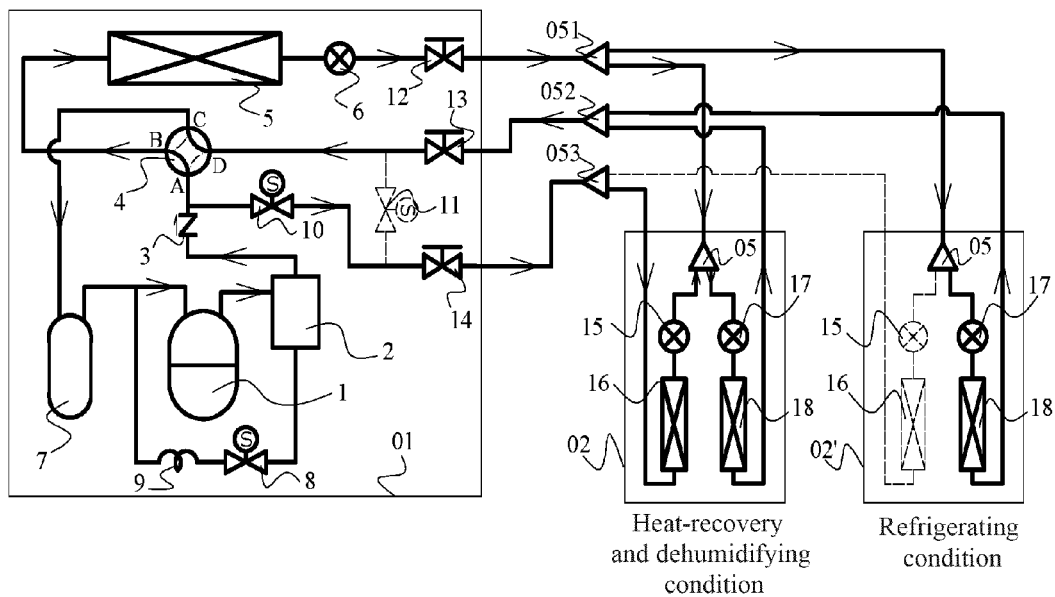 051
12
13
052
6
5
C
B
D
053
A
4
S
S
11
10
3
05
05
14
15
17
15
17
2
16
16
1
18
18
S
02
02'
01
7
9
8
Heat-recovery
and dehumidifying
condition
Refrigerating
condition